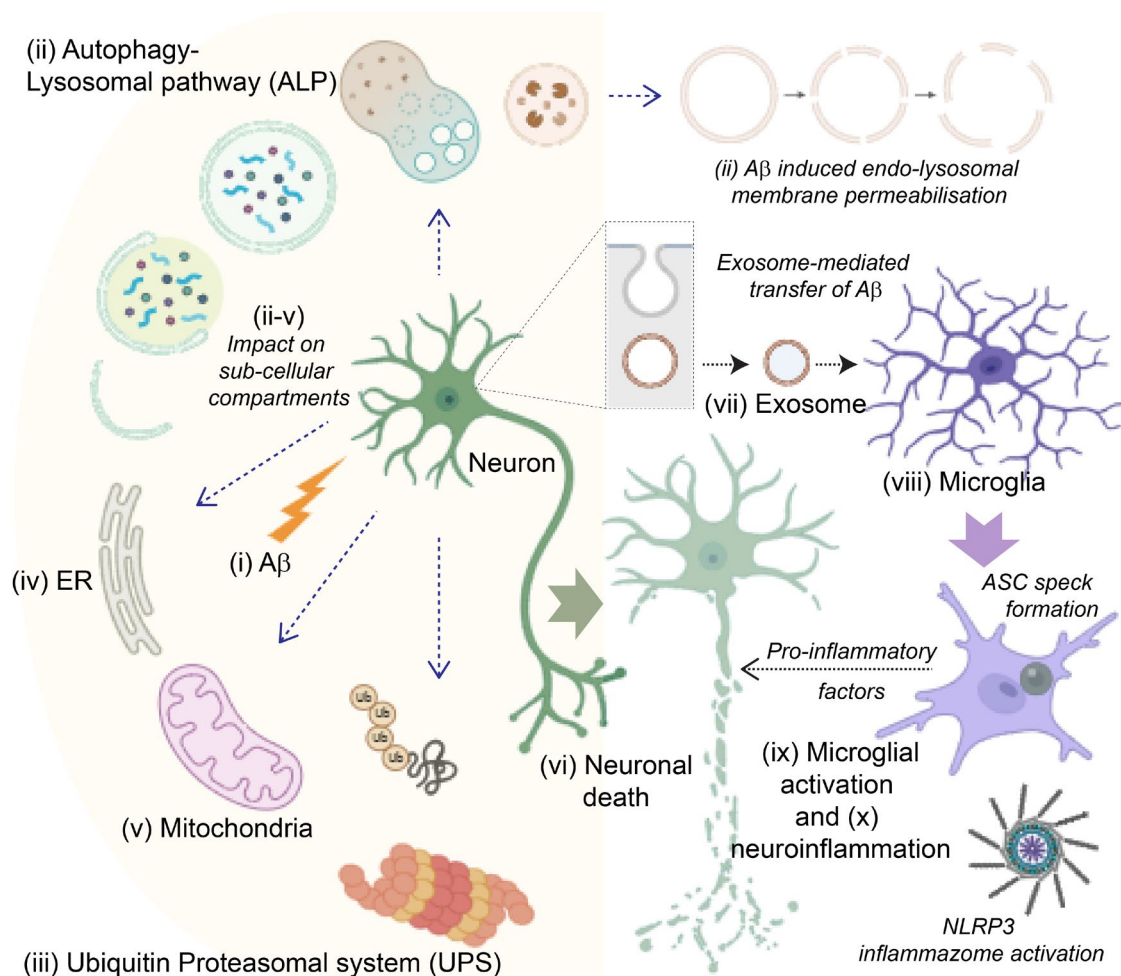 (ii) Autophagy-
Lysosomal pathway (ALP)
(ii) Aβ induced endo-lysosomal
membrane permeabilisation
(ii-v)
Impact on
sub-cellular
compartments
Exosome-mediated
transfer of Aβ
(vii) Exosome
Neuron
(viii) Microglia
(i) Aβ
(iv) ER
ASC speck
formation
Pro-inflammatory
factors
Ub
Ub
Ub
Ub
(vi) Neuronal
death
(ix) Microglial
activation
and (x)
neuroinflammation
(v) Mitochondria
NLRP3
inflammazome activation
(iii) Ubiquitin Proteasomal system (UPS)